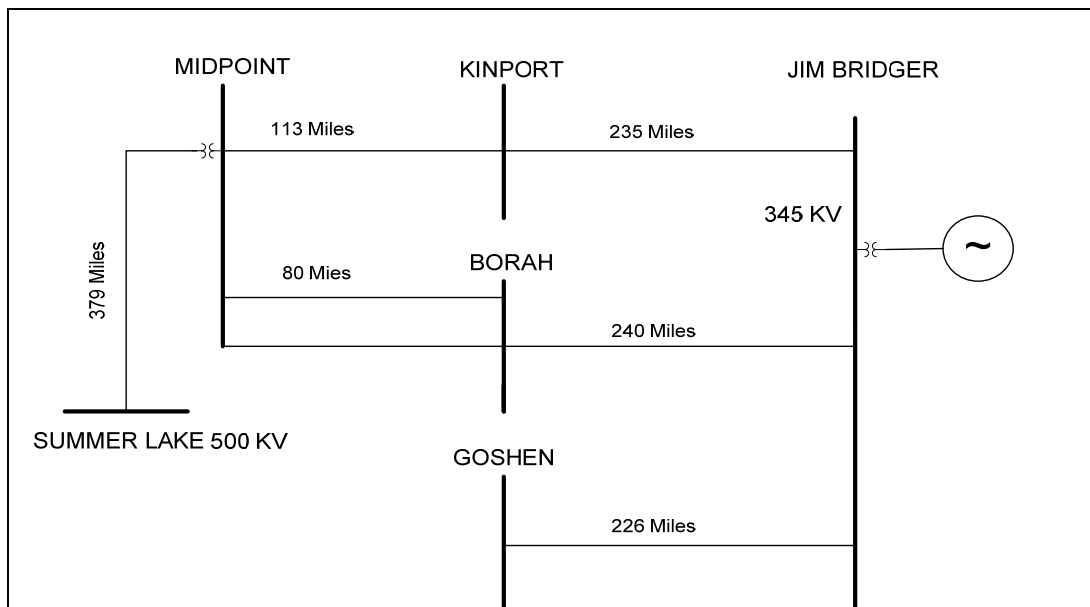 MIDPOINT
KINPORT
JIM BRIDGER
113 Miles
235 Miles
345 KV
~
BORAH
379 Miles
80 Mies
240 Miles
SUMMER LAKE 500 KV
GOSHEN
226 Miles